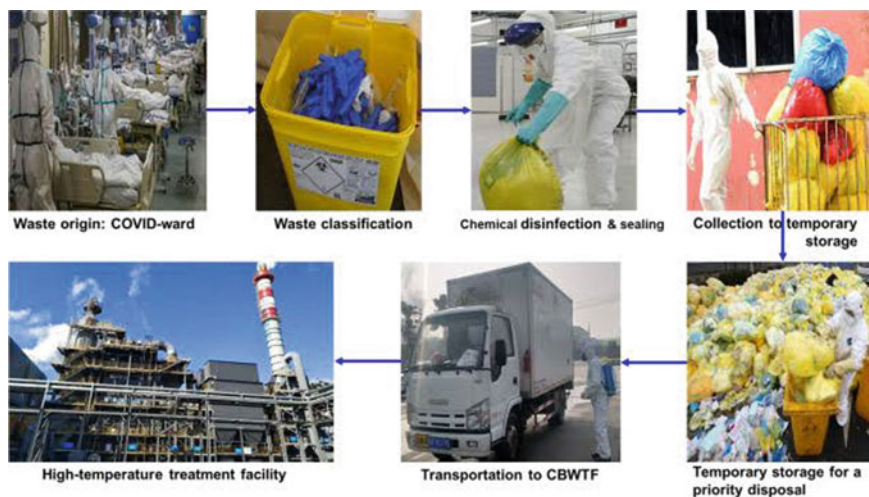 Waste origin: COVID-ward
Waste classification
Chemical disinfection & sealing
Collection to temporary
storage
High-temperature treatment facility
Transportation to CBWTF
Temporary storage for a
priority disposal